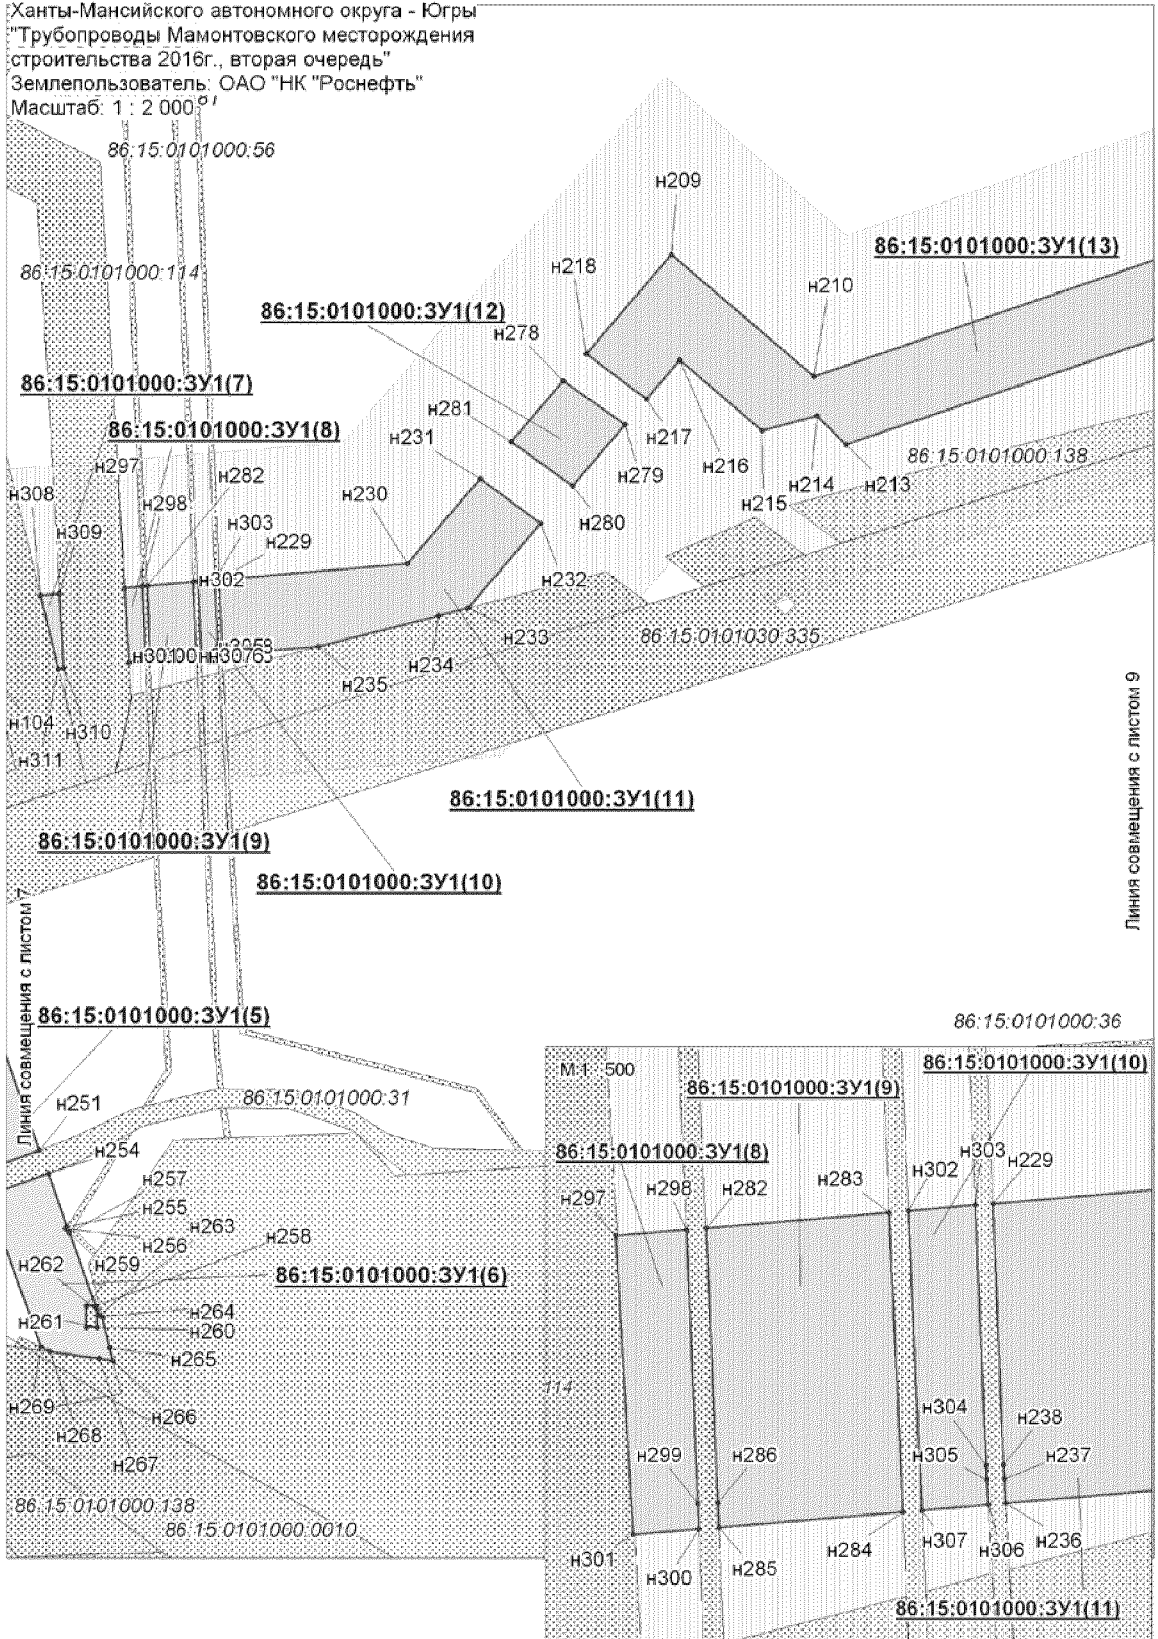 Ханты-Мансийского автономного округа - Югры
"Трубопроводы Мамонтовского месторождения
строительства 2016г., вторая очередь"
Землепользователь: ОАО "НК "Роснефть"
Масштаб: 1 : 2 000
86:15:0101000:56
н209
86:15:0101000:ЗУ1(13)
н218
86:15:0101000:114
н210
86:15:0101000:ЗУ1(12)
н278
86:15:0101000:ЗУ1(7)
н281
86:15:0101000:ЗУ1(8)
н231
н217
н279
н216
86:15:0101000:138
н297
н282
н308
н298
н230
н215
н214
н213
н280
н303
н309
н229
н302
н232
н233
86:15:0101030:335
н234
н235
н104
н310
н311
Линия совмещения с листом 9
86:15:0101000:ЗУ1(11)
86:15:0101000:ЗУ1(9)
86:15:0101000:ЗУ1(10)
Линия совмещения с листом 7
86:15:0101000:ЗУ1(5)
86:15:0101000:36
н251
86:15:0101000:31
н254
н257
н255
н263
н256
н258
н262
н259
86:15:0101000:ЗУ1(6)
н264
н261
н260
н265
н269
н266
н268
н267
86:15:0101000:138
86:15:0101000:0010
М 1 500
86:15:0101000:ЗУ1(10)
86:15:0101000:ЗУ1(9)
86:15:0101000:ЗУ1(8)
н303
н302
н229
н297
н298
н282
н283
114
н304
н238
н299
н286
н305
н237
н301
н300
н285
н284
н307
н306
н236
86:15:0101000:ЗУ1(11)